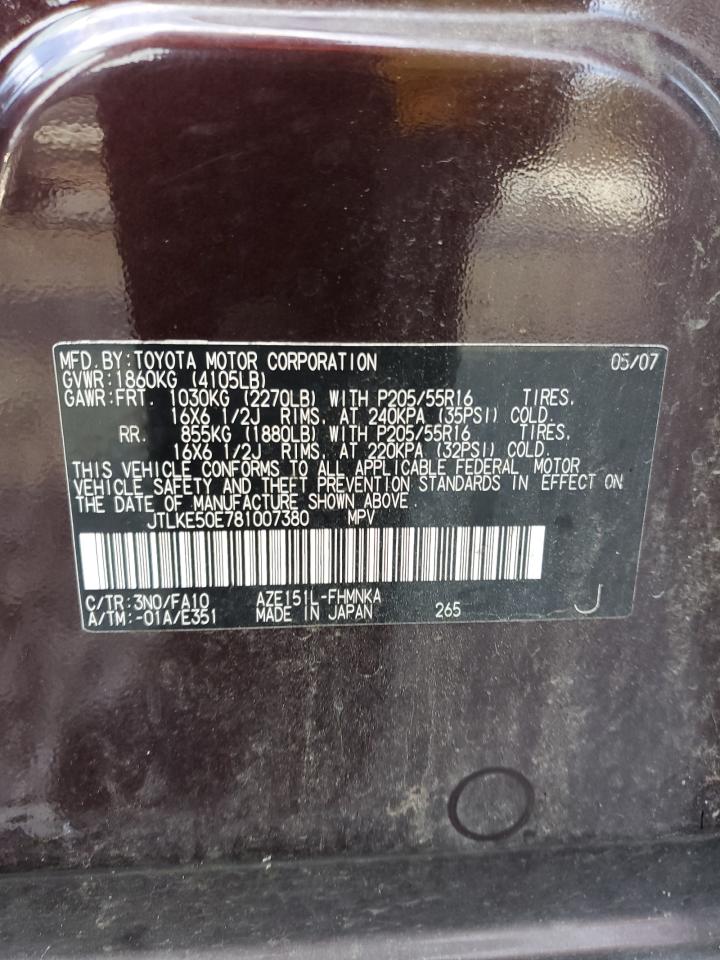 MFD.BY:TOYOTA MOTOR CORPORATION 05/07
GVWR:1860KG (4105LB)
GAWR:FRT. 1030KG (2270LB) WITH P205/55R16 TIRES.
16X6 1/2J RIMS. AT 240KPA (35PSI) COLD.
RR. 855KG (1880LB) WITH P205/55R16 TIRES.
16X6 1/2J RIMS. AT 220KPA (32PSI) COLD.
THIS VEHICLE CONFORMS TO ALL APPLICABLE FEDERAL MOTOR
VEHICLE SAFETY AND THEFT PREVENTION STANDARDS IN EFFECT ON
THE DATE OF MANUFACTURE SHOWN ABOVE.
JTLKE50E781007380 MPV
C/TR:3N0/FA10 AZE151L-FHMNKA
A/TM:-01A/E351 MADE IN JAPAN 265 J